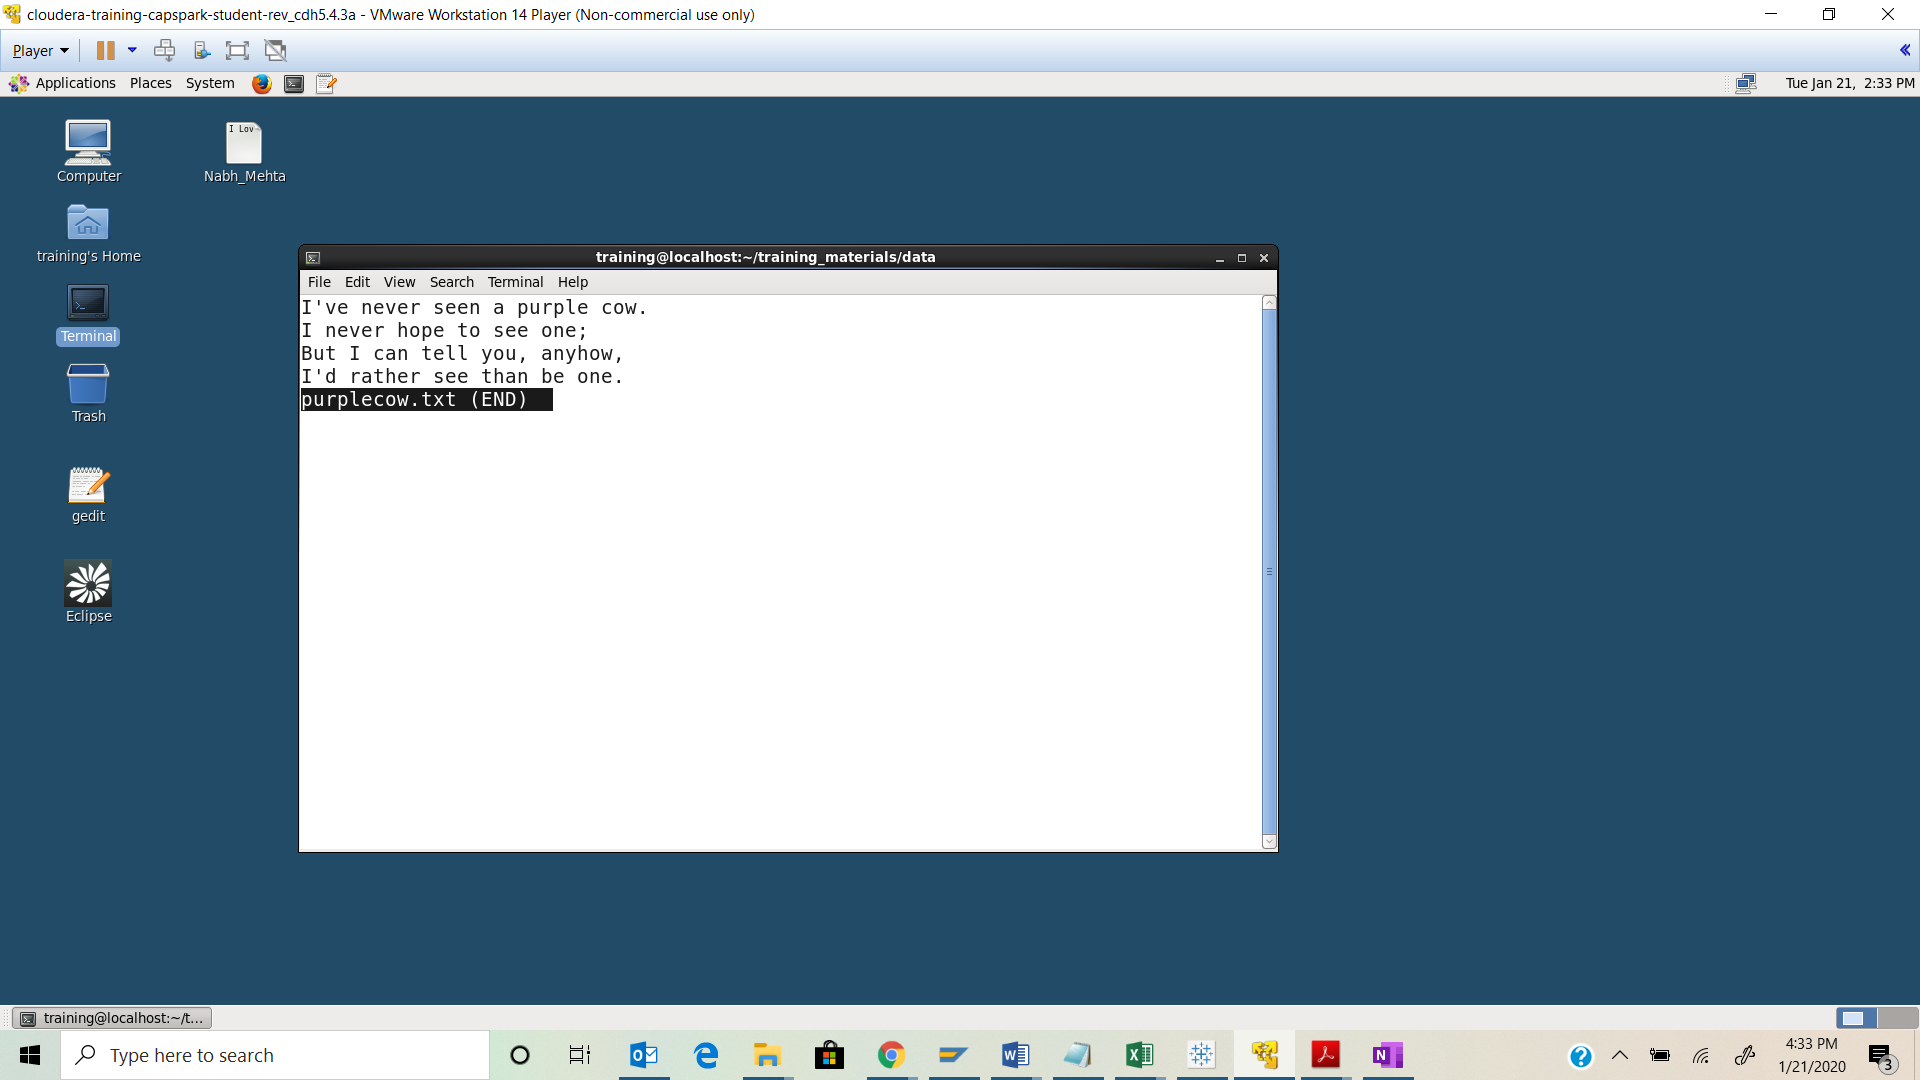 cloudera-training-capspark-student-rev_cdh5.4.3a - VMware Workstation 14 Player (Non-commercial use only)
Player
Applications Places System
Tue Jan 21, 2:33 PM
I Lov
Computer
Nabh_Mehta
training's Home
Terminal
Trash
gedit
Eclipse
training@localhost:~/training_materials/data
File Edit View Search Terminal Help
I've never seen a purple cow.
I never hope to see one;
But I can tell you, anyhow,
I'd rather see than be one.
purplecow.txt (END)
training@localhost:~/t...
Type here to search
4:33 PM
1/21/2020
3